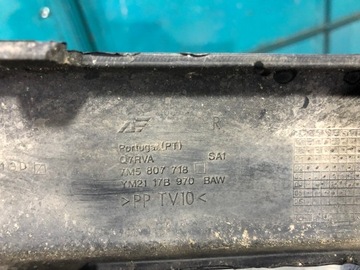 R
Portugal(PT)
Q7RVA SA1
7M5 807 718
YM21 17B 970 BAW
>PP TV10<